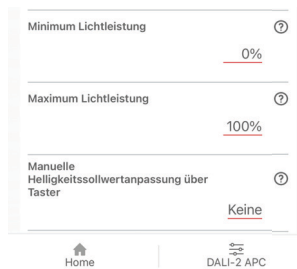 Minimum Lichtleistung
0%
Maximum Lichtleistung
100%
Manuelle
Helligkeitssollwertanpassung über
Taster
Keine
Home
DALI-2 APC